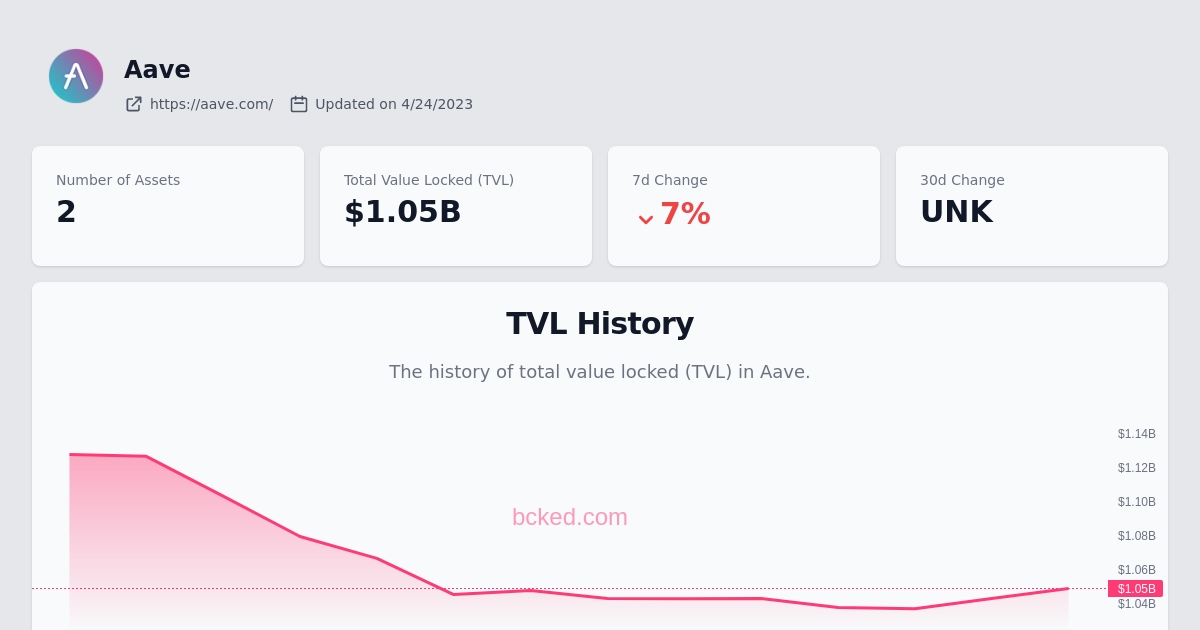 Aave
https://aave.com/ Updated on 4/24/2023
Number of Assets
2
Total Value Locked (TVL)
$1.05B
7d Change
7%
30d Change
UNK
TVL History
The history of total value locked (TVL) in Aave.
$1.14B
$1.12B
$1.10B
bcked.com
$1.08B
$1.06B
$1.05B
$1.04B